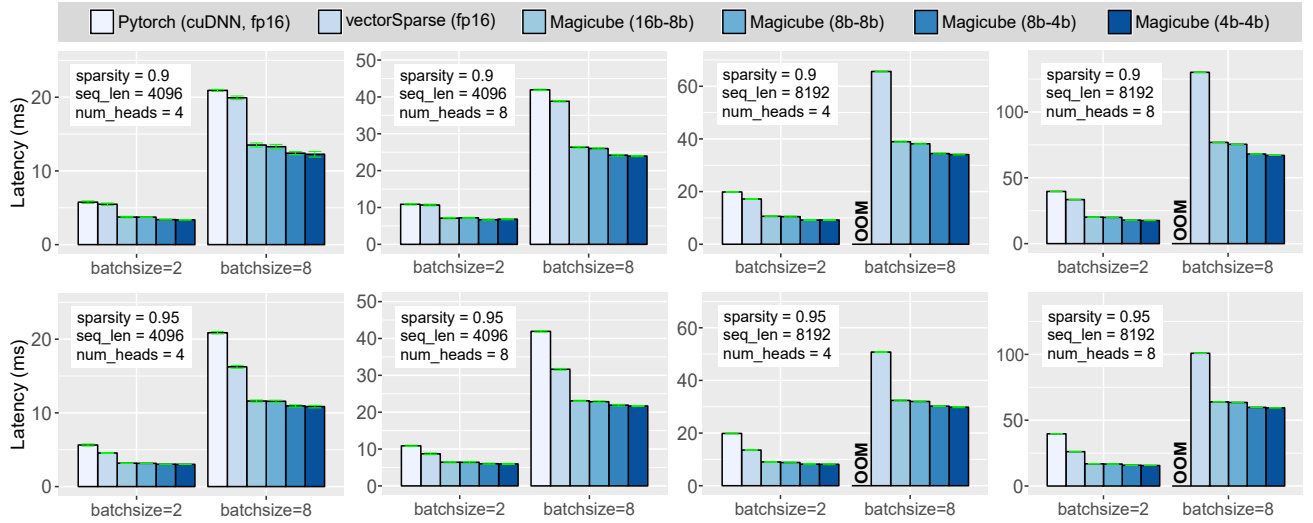 Pytorch (cuDNN, fp16) vectorSparse (fp16) Magicube (16b-8b) Magicube (8b-8b) Magicube (8b-4b) Magicube (4b-4b)
Latency (ms)
20
10
0
sparsity = 0.9
seq_len = 4096
num_heads = 4
batchsize=2 batchsize=8
50
40
30
20
10
0
sparsity = 0.9
seq_len = 4096
num_heads = 8
batchsize=2 batchsize=8
60
40
20
0
sparsity = 0.9
seq_len = 8192
num_heads = 4
OOM
batchsize=2 batchsize=8
100
50
0
sparsity = 0.9
seq_len = 8192
num_heads = 8
OOM
batchsize=2 batchsize=8
Latency (ms)
20
10
0
sparsity = 0.95
seq_len = 4096
num_heads = 4
batchsize=2 batchsize=8
50
40
30
20
10
0
sparsity = 0.95
seq_len = 4096
num_heads = 8
batchsize=2 batchsize=8
60
40
20
0
sparsity = 0.95
seq_len = 8192
num_heads = 4
OOM
batchsize=2 batchsize=8
100
50
0
sparsity = 0.95
seq_len = 8192
num_heads = 8
OOM
batchsize=2 batchsize=8